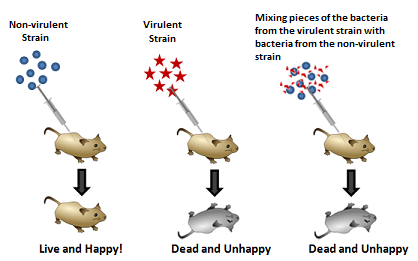 Non-virulent
Strain
Virulent
Strain
Mixing pieces of the bacteria
from the virulent strain with
bacteria from the non-virulent
strain
Live and Happy!
Dead and Unhappy
Dead and Unhappy